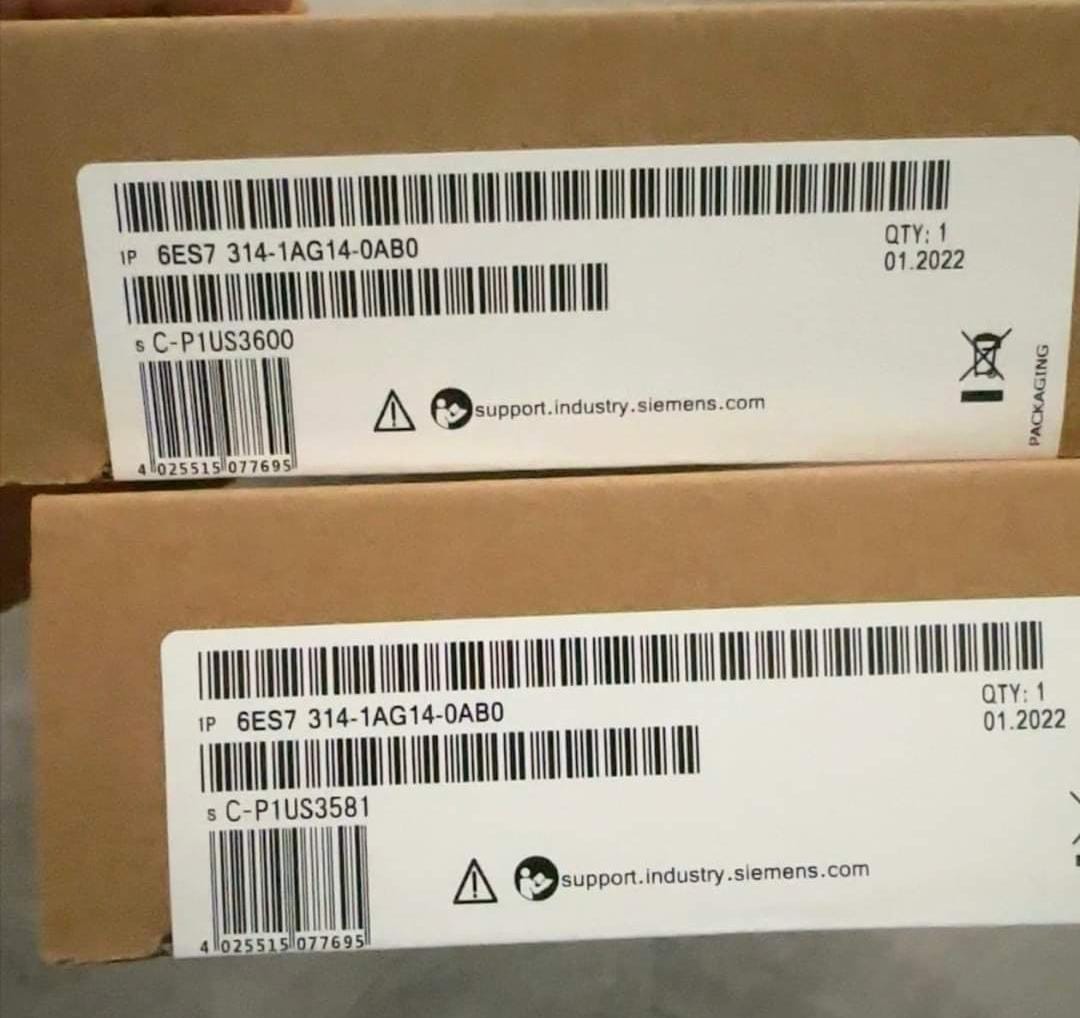 1P 6ES7 314-1AG14-0AB0
QTY: 1
01.2022
s C-P1US3600
support.industry.siemens.com
PACKAGING
4 025515 077695
1P 6ES7 314-1AG14-0AB0
QTY: 1
01.2022
s C-P1US3581
support.industry.siemens.com
4 025515 077695